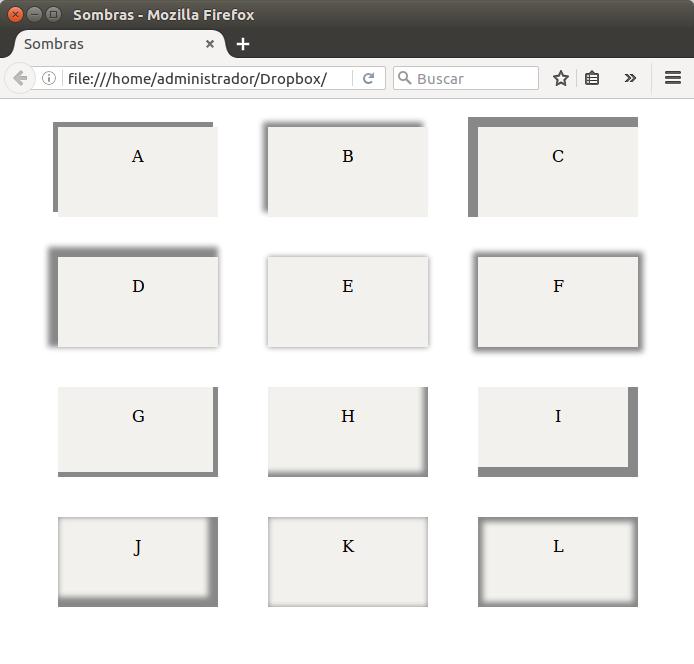 Sombras - Mozilla Firefox
Sombras
file:///home/administrador/Dropbox/ Buscar
A B C
D E F
G H I
J K L